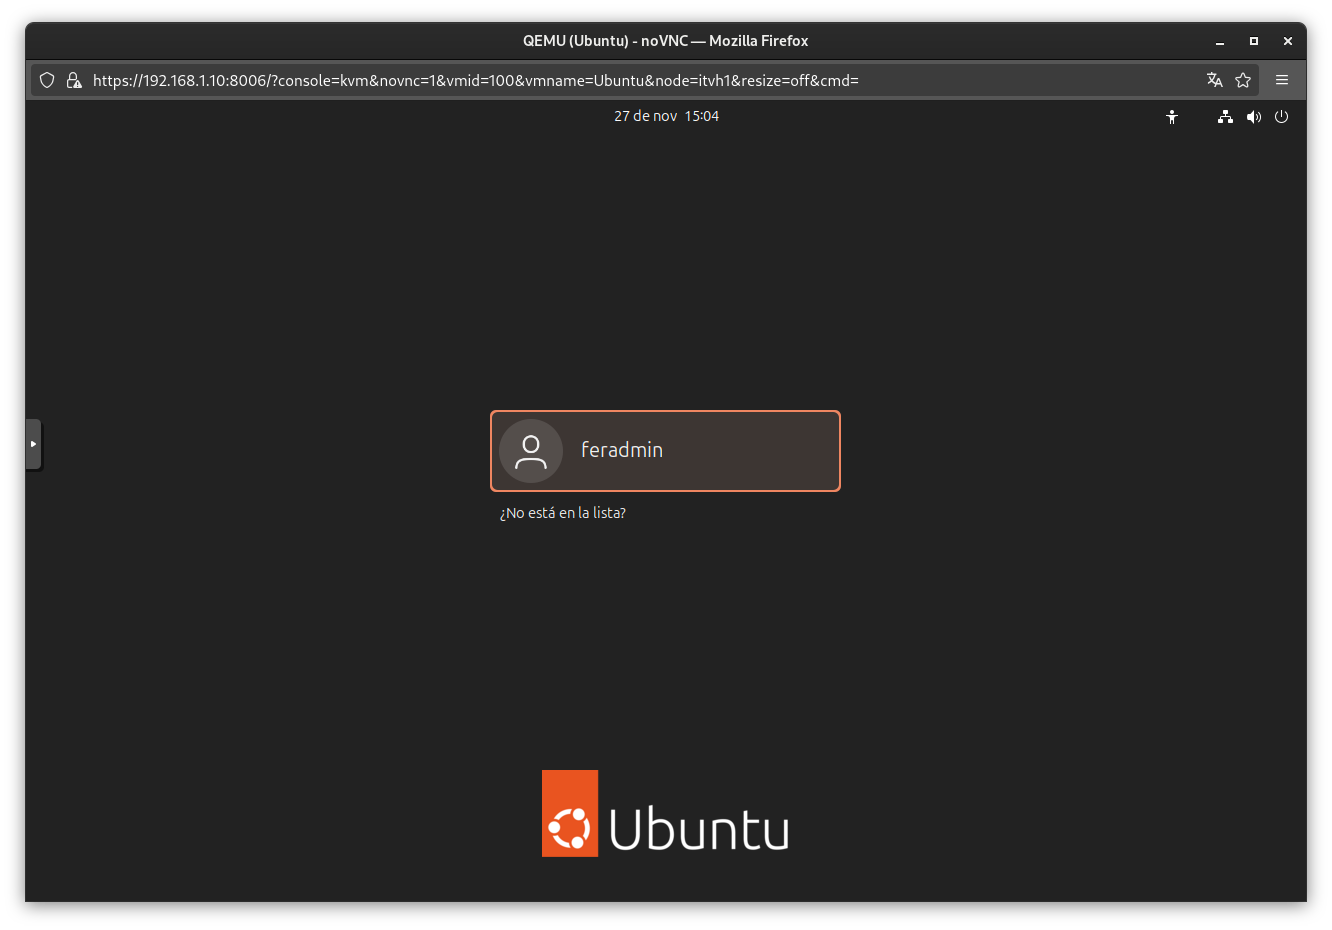 QEMU (Ubuntu) - noVNC — Mozilla Firefox
https://192.168.1.10:8006/?console=kvm&novnc=1&vmid=100&vmname=Ubuntu&node=itvh1&resize=off&cmd=
27 de nov 15:04
feradmin
¿No está en la lista?
Ubuntu